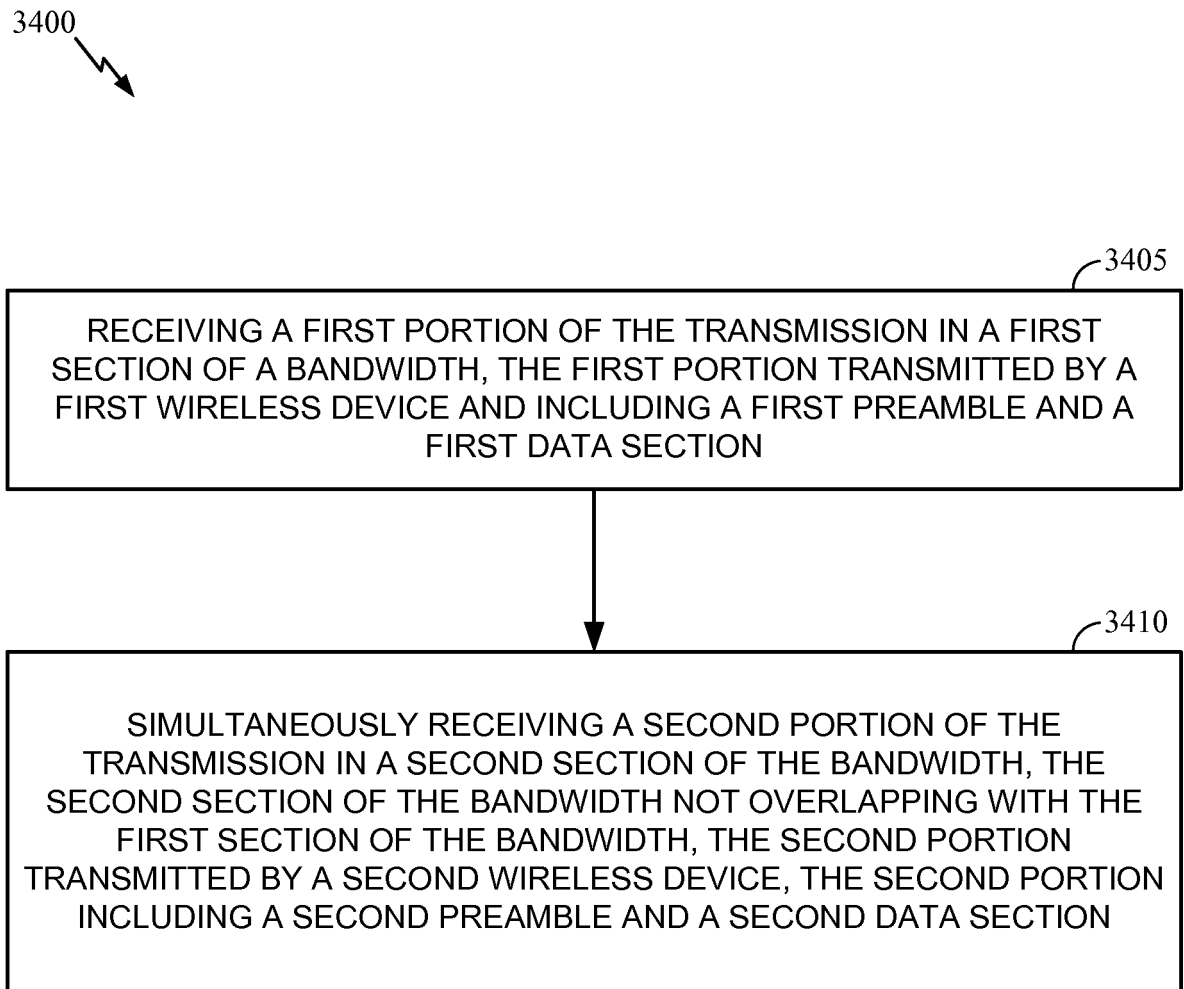 3400
3405
RECEIVING A FIRST PORTION OF THE TRANSMISSION IN A FIRST
SECTION OF A BANDWIDTH, THE FIRST PORTION TRANSMITTED BY A
FIRST WIRELESS DEVICE AND INCLUDING A FIRST PREAMBLE AND A
FIRST DATA SECTION
3410
SIMULTANEOUSLY RECEIVING A SECOND PORTION OF THE
TRANSMISSION IN A SECOND SECTION OF THE BANDWIDTH, THE
SECOND SECTION OF THE BANDWIDTH NOT OVERLAPPING WITH THE
FIRST SECTION OF THE BANDWIDTH, THE SECOND PORTION
TRANSMITTED BY A SECOND WIRELESS DEVICE, THE SECOND PORTION
INCLUDING A SECOND PREAMBLE AND A SECOND DATA SECTION